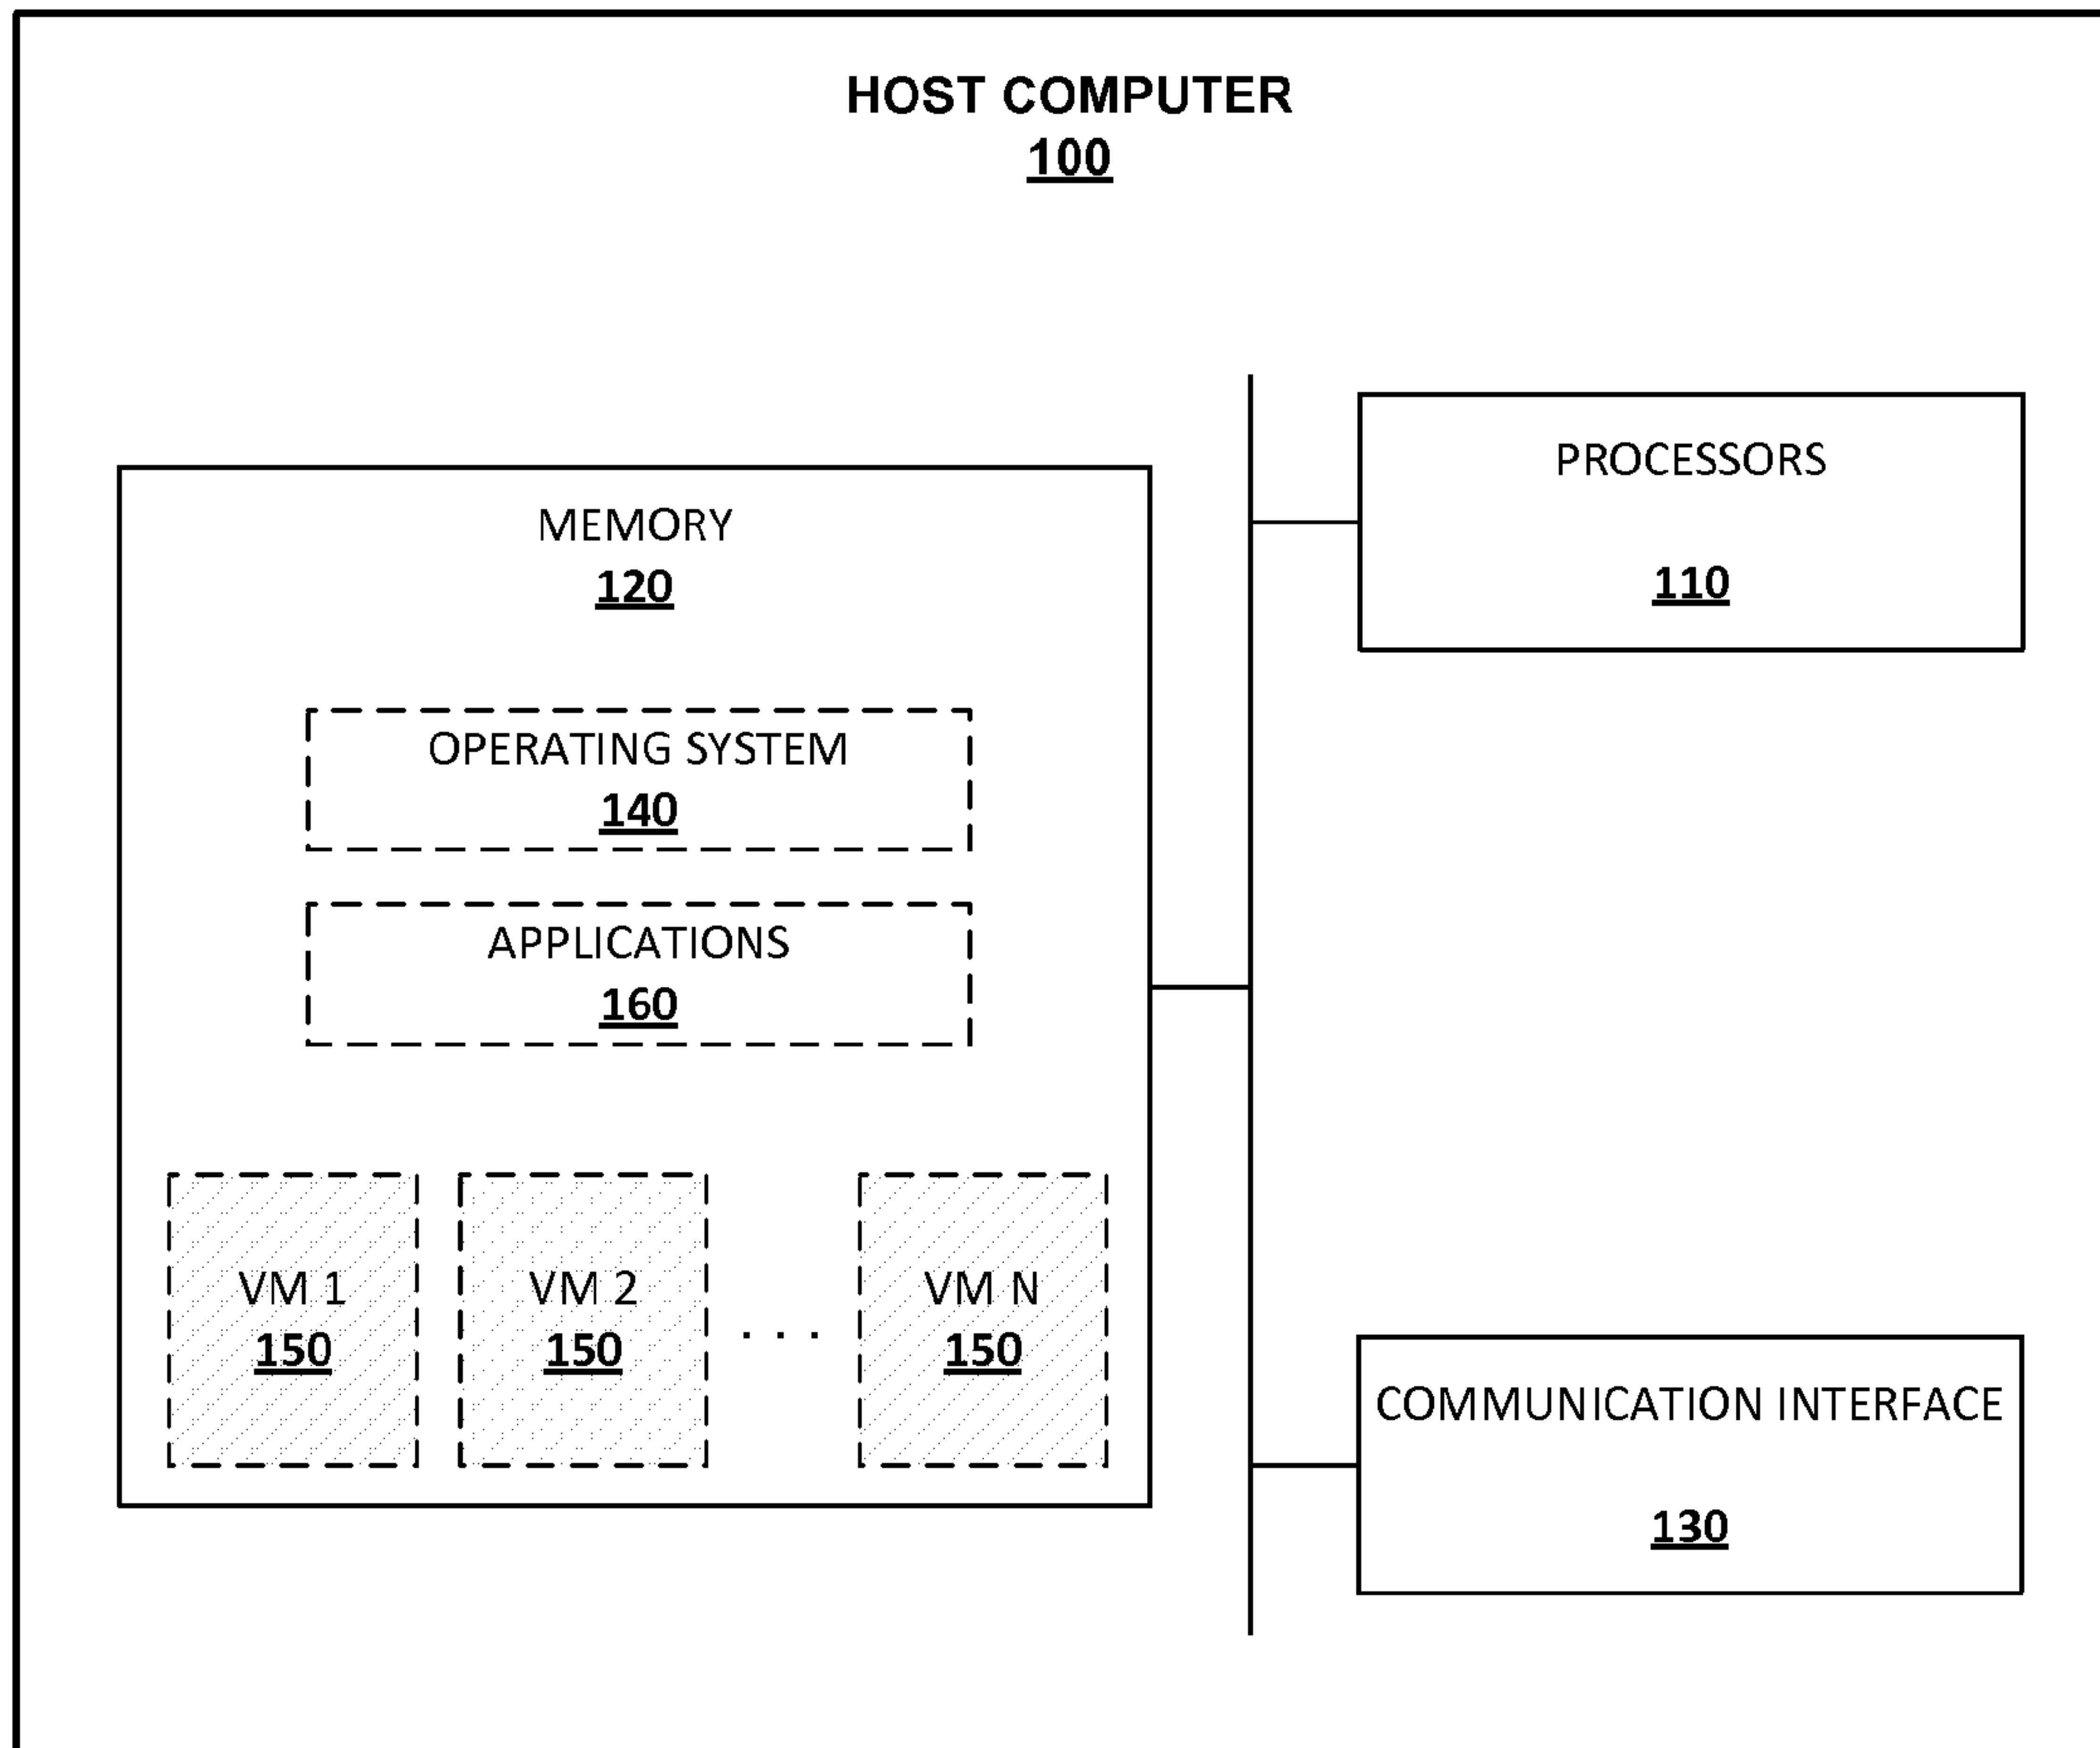 HOST COMPUTER
100
PROCESSORS
110
MEMORY
120
OPERATING SYSTEM
140
APPLICATIONS
160
VM 1
150
VM 2
150
. . .
VM N
150
COMMUNICATION INTERFACE
130